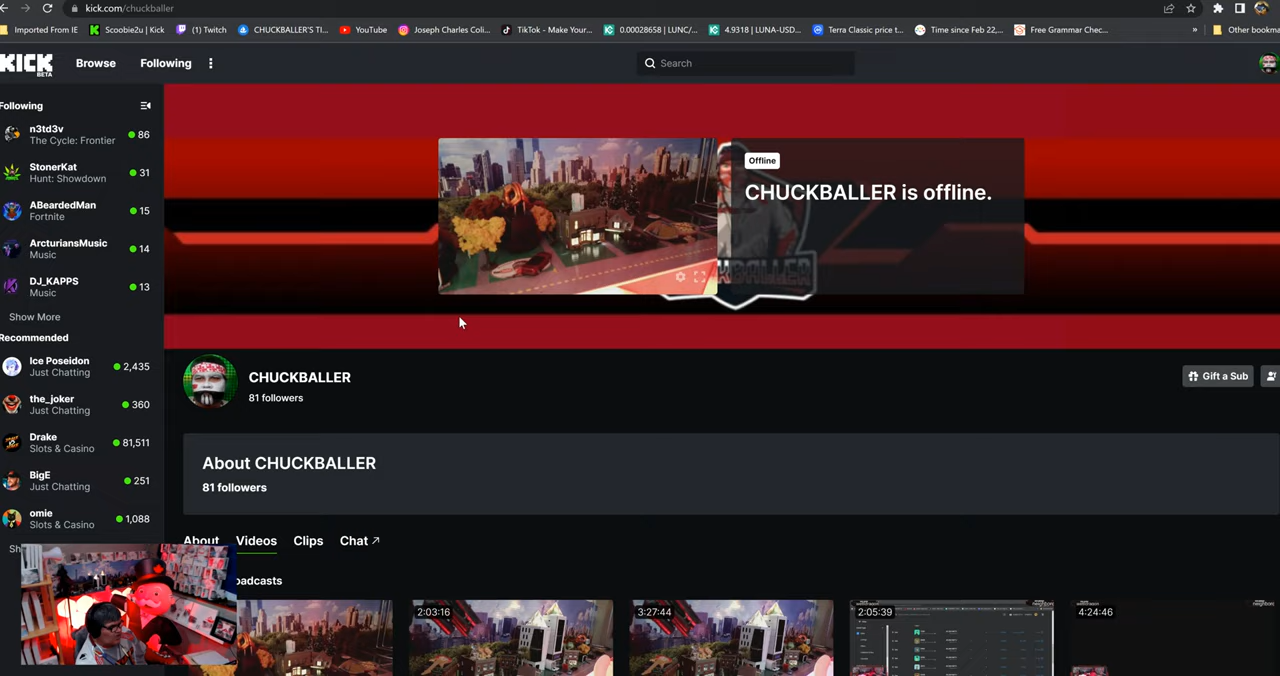 kick.com/chuckballer
Imported From IE
Scoobie2u | Kick
(1) Twitch
CHUCKBALLER'S TI...
YouTube
Joseph Charles Coli...
TikTok - Make Your...
0.00028658 | LUNC/...
4.9318 | LUNA-USD...
Terra Classic price t...
Time since Feb 22,...
Free Grammar Chec...
»
Other bookma
KICK
BETA
Browse
Following
Search
Following
n3td3v
The Cycle: Frontier
86
StonerKat
Hunt: Showdown
31
ABeardedMan
Fortnite
15
ArcturiansMusic
Music
14
DJ_KAPPS
Music
13
Show More
Recommended
Ice Poseidon
Just Chatting
2,435
the_joker
Just Chatting
360
Drake
Slots & Casino
81,511
BigE
Just Chatting
251
omie
Slots & Casino
1,088
Sh
Offline
CHUCKBALLER is offline.
CHUCKBALLER
81 followers
Gift a Sub
About CHUCKBALLER
81 followers
About
Videos
Clips
Chat
oadcasts
2:03:16
3:27:44
2:05:39
4:24:46